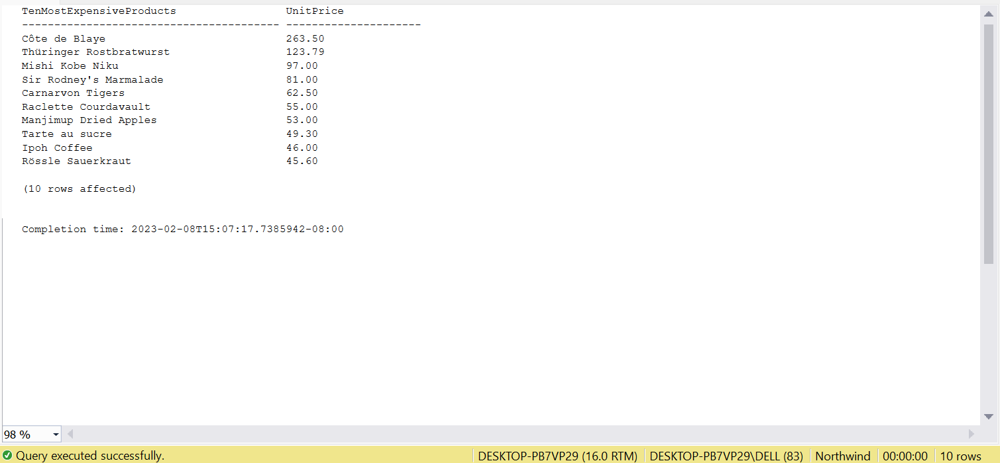 TenMostExpensiveProducts                 UnitPrice
---------------------------------------- ---------------------
Côte de Blaye                            263.50
Thüringer Rostbratwurst                  123.79
Mishi Kobe Niku                          97.00
Sir Rodney's Marmalade                   81.00
Carnarvon Tigers                         62.50
Raclette Courdavault                     55.00
Manjimup Dried Apples                    53.00
Tarte au sucre                           49.30
Ipoh Coffee                              46.00
Rössle Sauerkraut                        45.60
(10 rows affected)
Completion time: 2023-02-08T15:07:17.7385942-08:00
98 %
Query executed successfully. DESKTOP-PB7VP29 (16.0 RTM) DESKTOP-PB7VP29\DELL (83) Northwind 00:00:00 10 rows